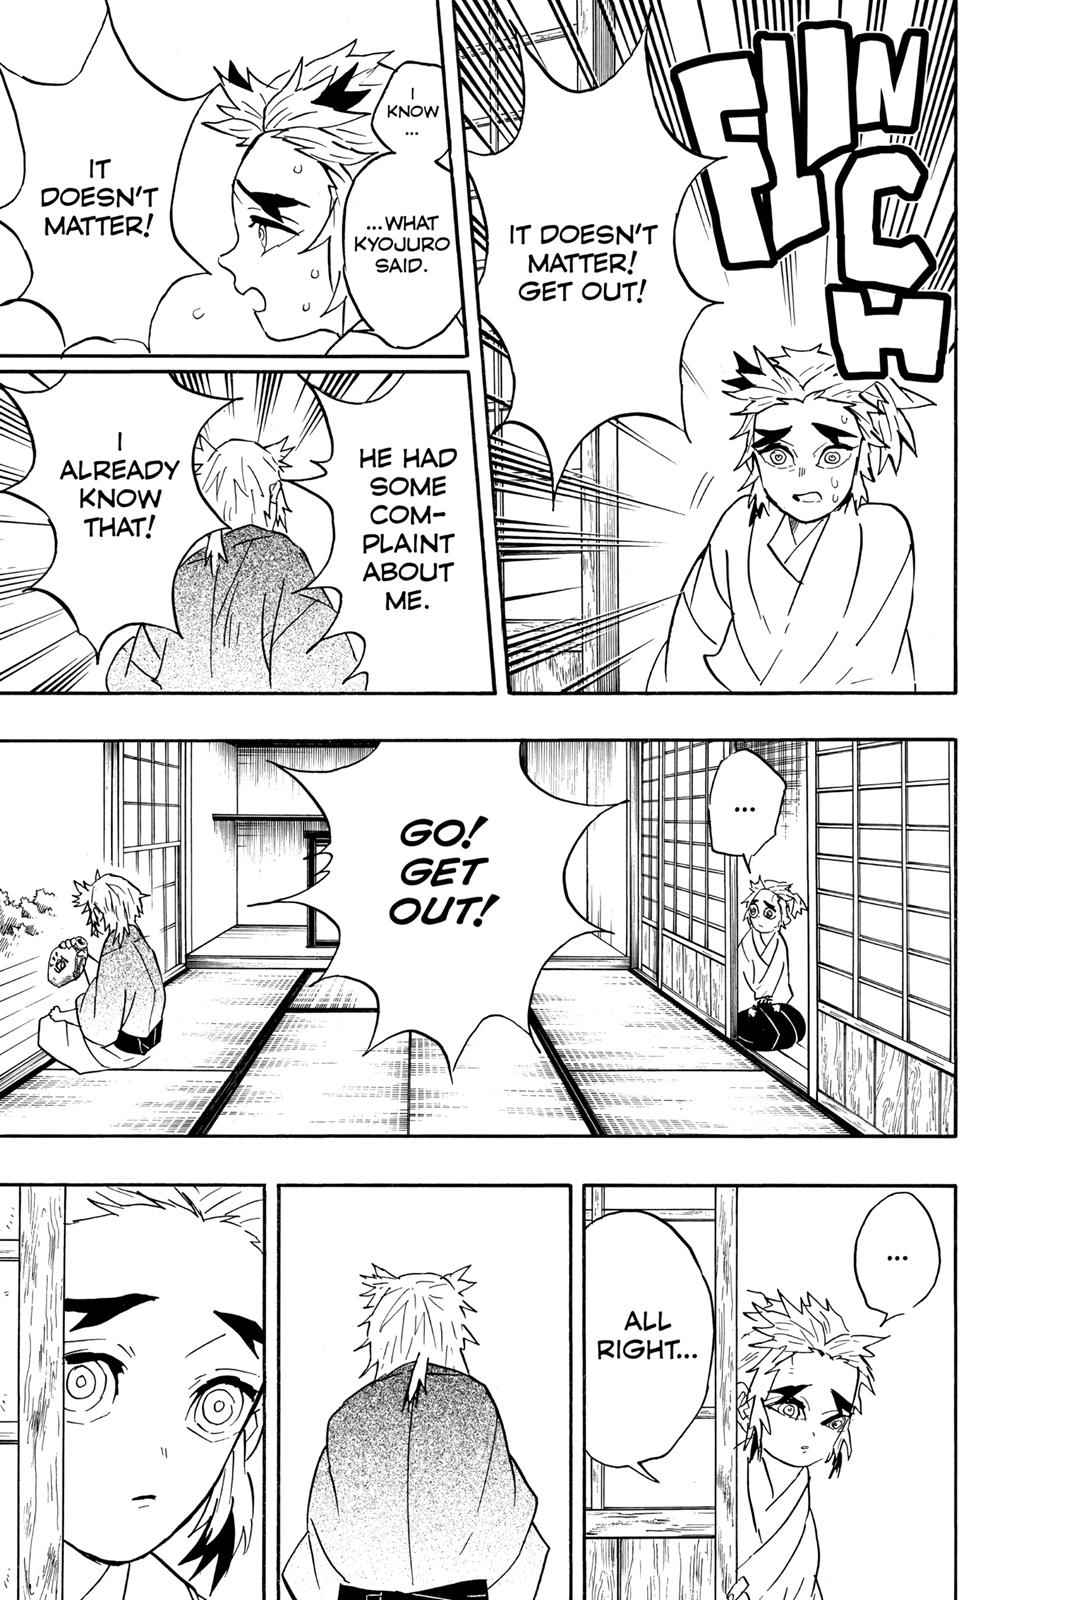 FLINCH
IT DOESN'T
MATTER!
GET OUT!
I
KNOW
...
...WHAT
KYOJURO
SAID.
IT
DOESN'T
MATTER!
HE HAD
SOME
COM-
PLAINT
ABOUT
ME.
I
ALREADY
KNOW
THAT!
...
GO!
GET
OUT!
...
ALL
RIGHT...